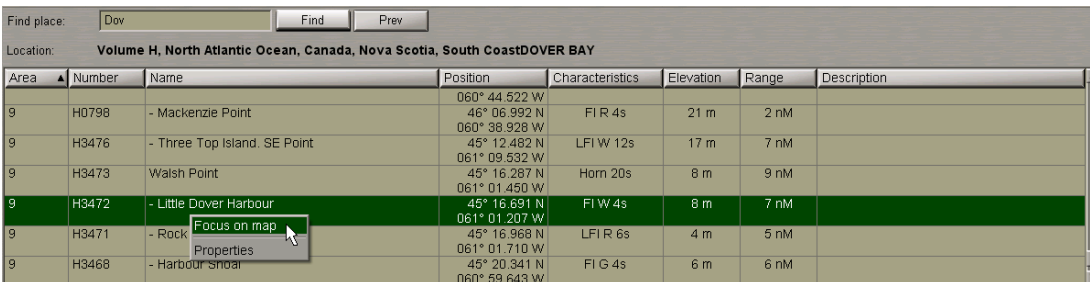 Find place: Dov Find Prev
Location: Volume H, North Atlantic Ocean, Canada, Nova Scotia, South CoastDOVER BAY
Area Number Name Position Characteristics Elevation Range Description
060° 44.522 W
9 H0798 - Mackenzie Point 46° 06.992 N Fl R 4s 21 m 2 nM
060° 38.928 W
9 H3476 - Three Top Island. SE Point 45° 12.482 N LFl W 12s 17 m 7 nM
061° 09.532 W
9 H3473 Walsh Point 45° 16.287 N Horn 20s 8 m 9 nM
061° 01.450 W
9 H3472 - Little Dover Harbour 45° 16.691 N Fl W 4s 8 m 7 nM
Focus on map 061° 01.207 W
9 H3471 - Rock 45° 16.968 N LFl R 6s 4 m 5 nM
Properties 061° 01.710 W
9 H3468 - Harbour Shoal 45° 20.341 N Fl G 4s 6 m 6 nM
060° 59.643 W